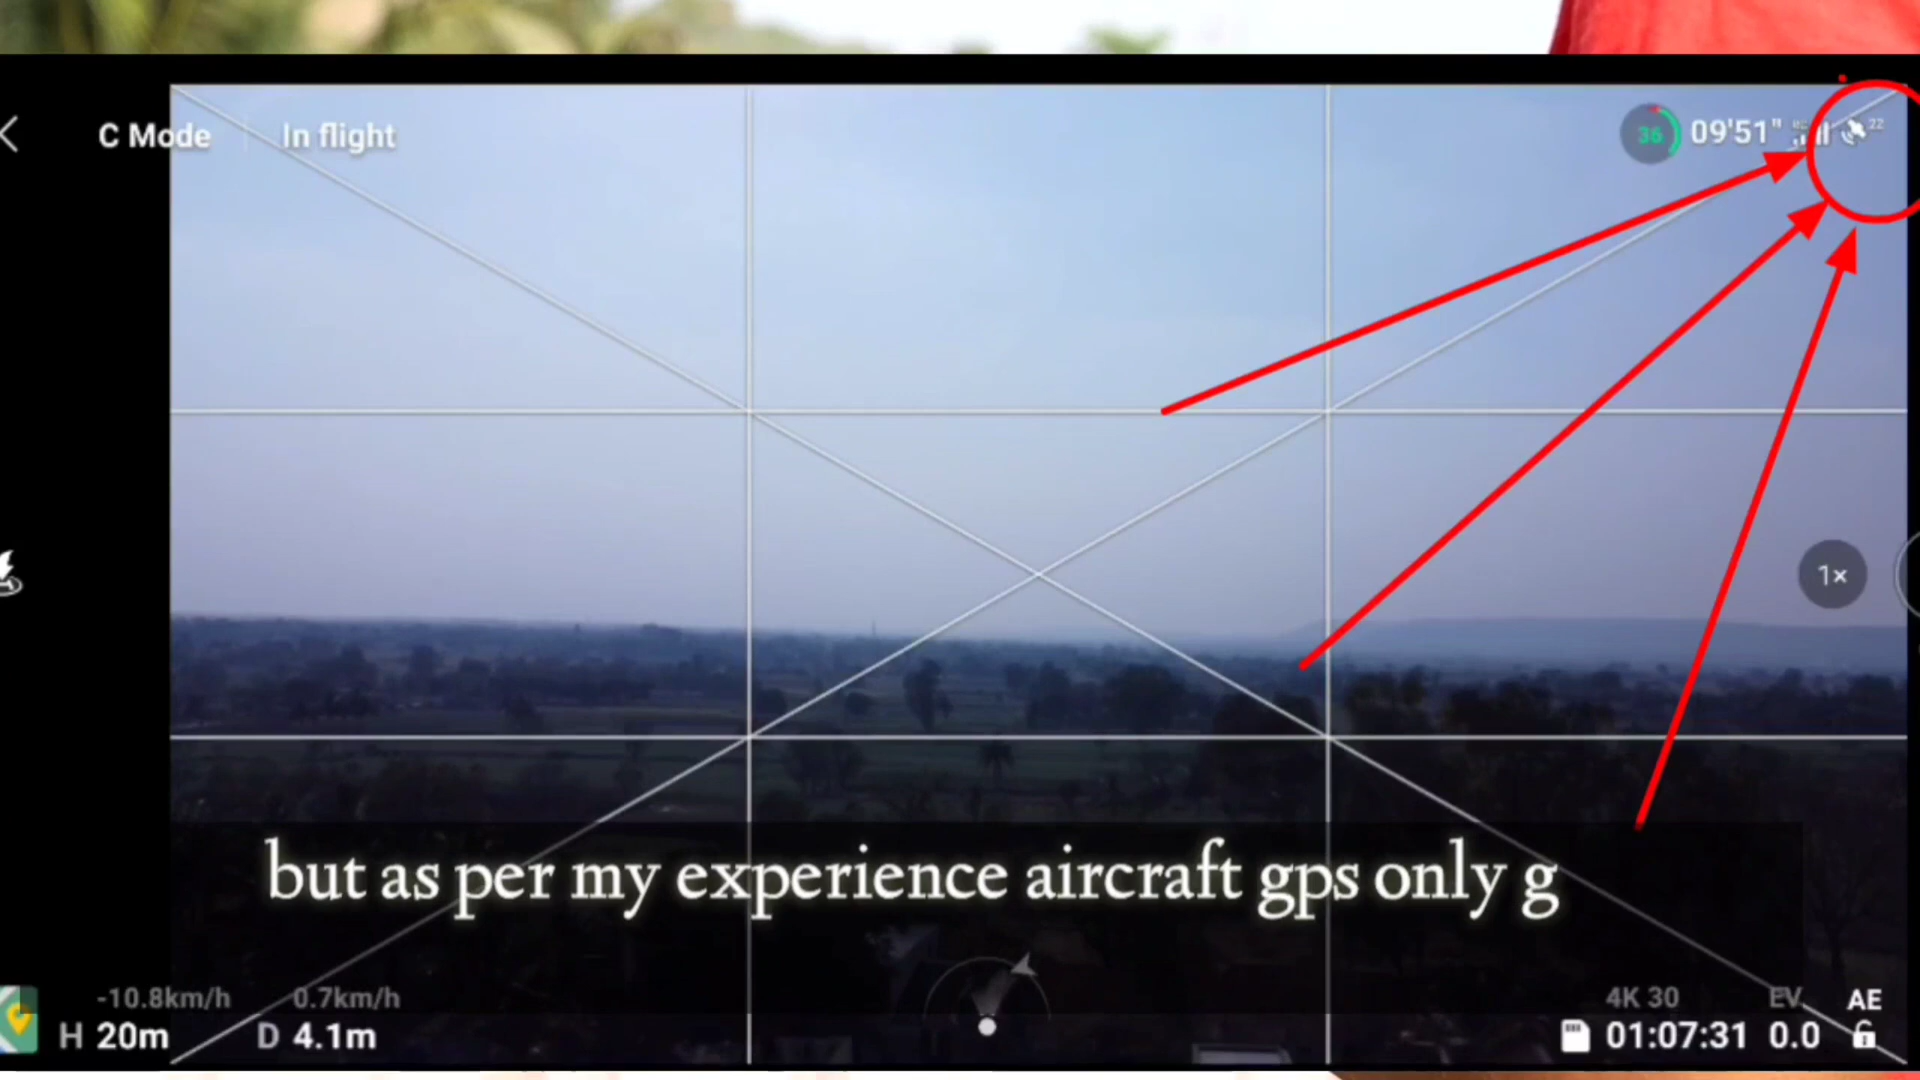 C Mode
In flight
36
09'51"
22
1×
but as per my experience aircraft gps only g
-10.8km/h
0.7km/h
4K 30
EV
AE
H 20m
D 4.1m
01:07:31
0.0